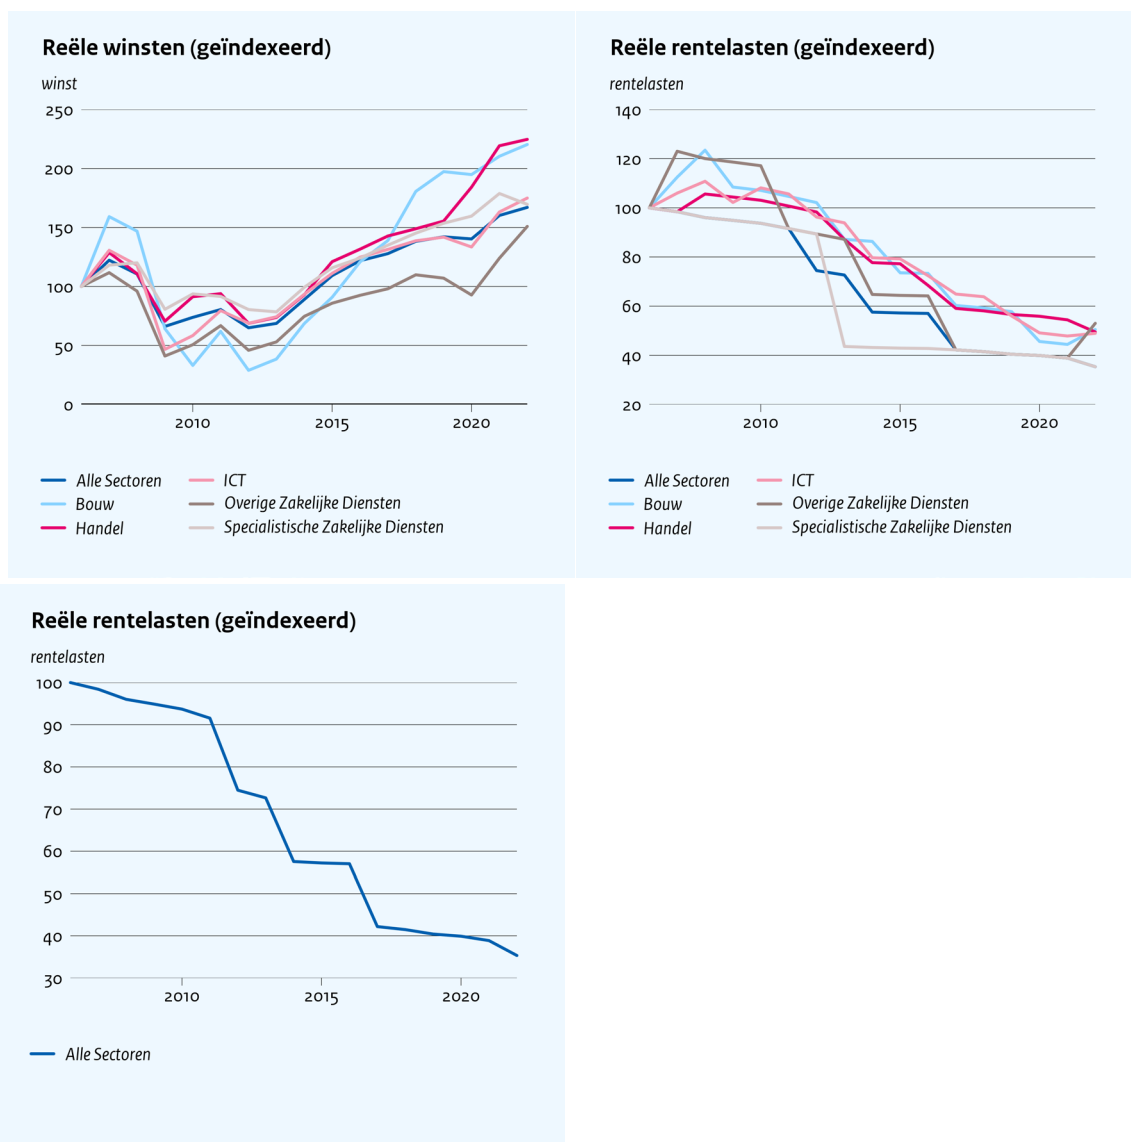 Reële winsten (geïndexeerd)
winst
250
200
150
100
50
0
2010 2015 2020
Alle Sectoren ICT
Bouw Overige Zakelijke Diensten
Handel Specialistische Zakelijke Diensten
Reële rentelasten (geïndexeerd)
rentelasten
140
120
100
80
60
40
20
2010 2015 2020
Alle Sectoren ICT
Bouw Overige Zakelijke Diensten
Handel Specialistische Zakelijke Diensten
Reële rentelasten (geïndexeerd)
rentelasten
100
90
80
70
60
50
40
30
2010 2015 2020
Alle Sectoren